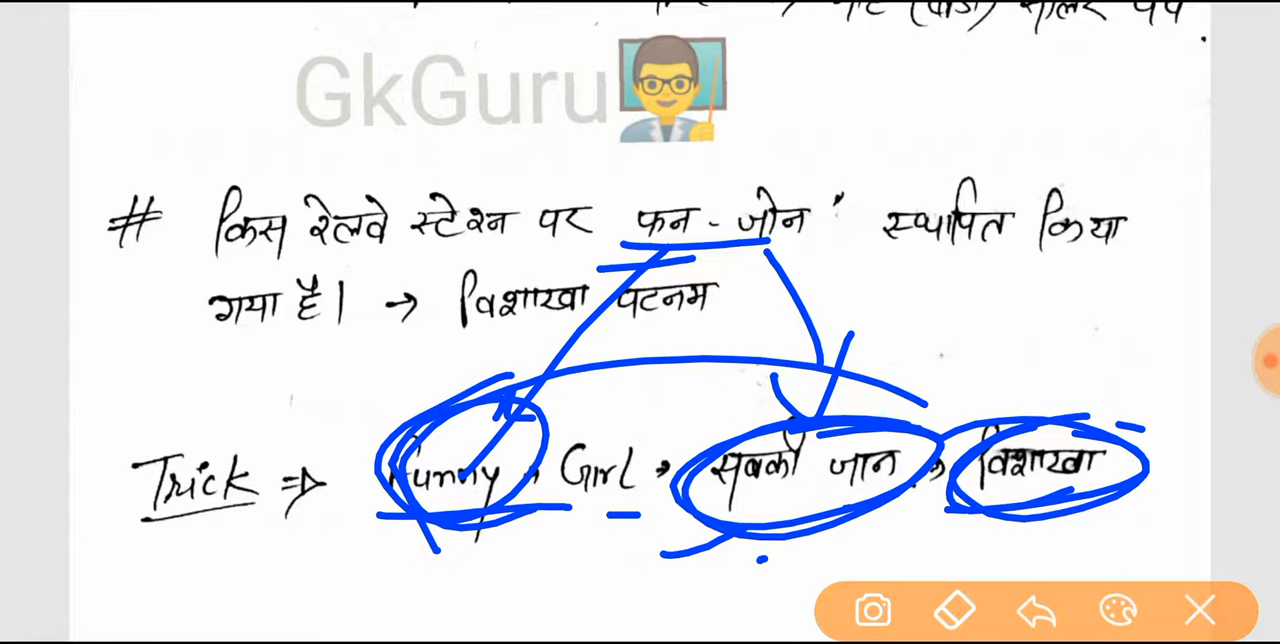 GkGuru
# किस रेलवे स्टेशन पर फन-जोन' स्थापित किया
गया है। → विशाखा पटनम
Trick ⇒ Funny, Girl, सबकी जान, विशाखा